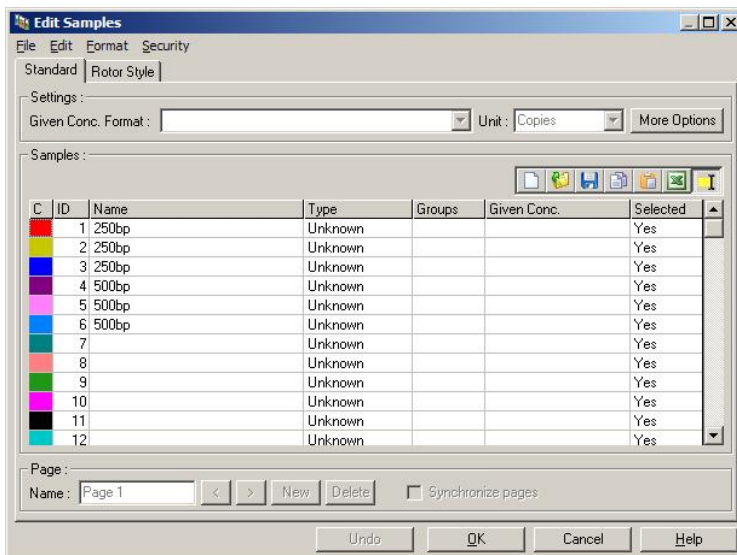 Edit Samples
File Edit Format Security
Standard Rotor Style
Settings :
Given Conc. Format : Unit : Copies More Options
Samples :
C ID Name Type Groups Given Conc. Selected
1 250bp Unknown Yes
2 250bp Unknown Yes
3 250bp Unknown Yes
4 500bp Unknown Yes
5 500bp Unknown Yes
6 500bp Unknown Yes
7 Unknown Yes
8 Unknown Yes
9 Unknown Yes
10 Unknown Yes
11 Unknown Yes
12 Unknown Yes
Page :
Name : Page 1 < > New Delete Synchronize pages
Undo OK Cancel Help